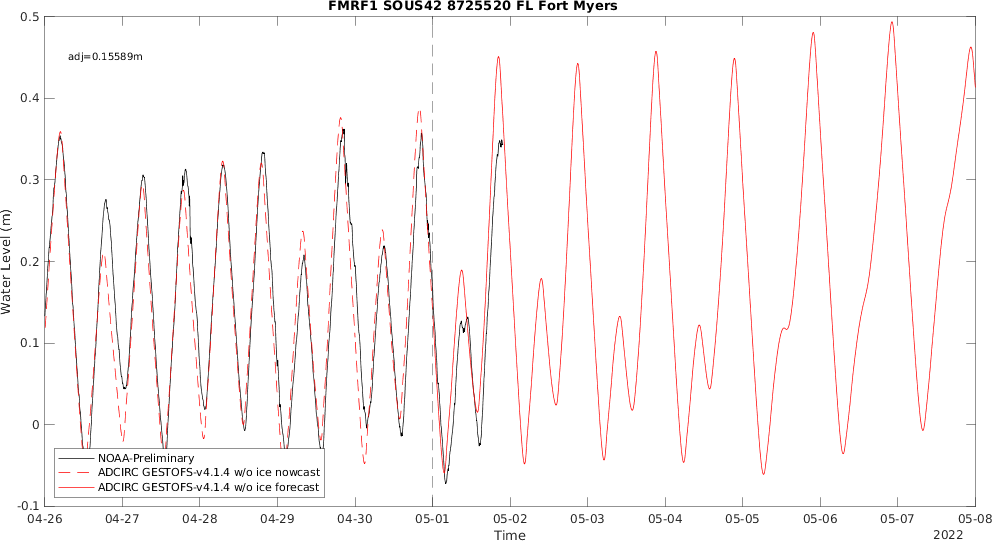 FMRF1 SOUS42 8725520 FL Fort Myers
adj=0.15589m
0.5
0.4
0.3
0.2
0.1
0
-0.1
Water Level (m)
NOAA-Preliminary
ADCIRC GESTOFS-v4.1.4 w/o ice nowcast
ADCIRC GESTOFS-v4.1.4 w/o ice forecast
04-26 04-27 04-28 04-29 04-30 05-01 05-02 05-03 05-04 05-05 05-06 05-07 05-08
Time
2022